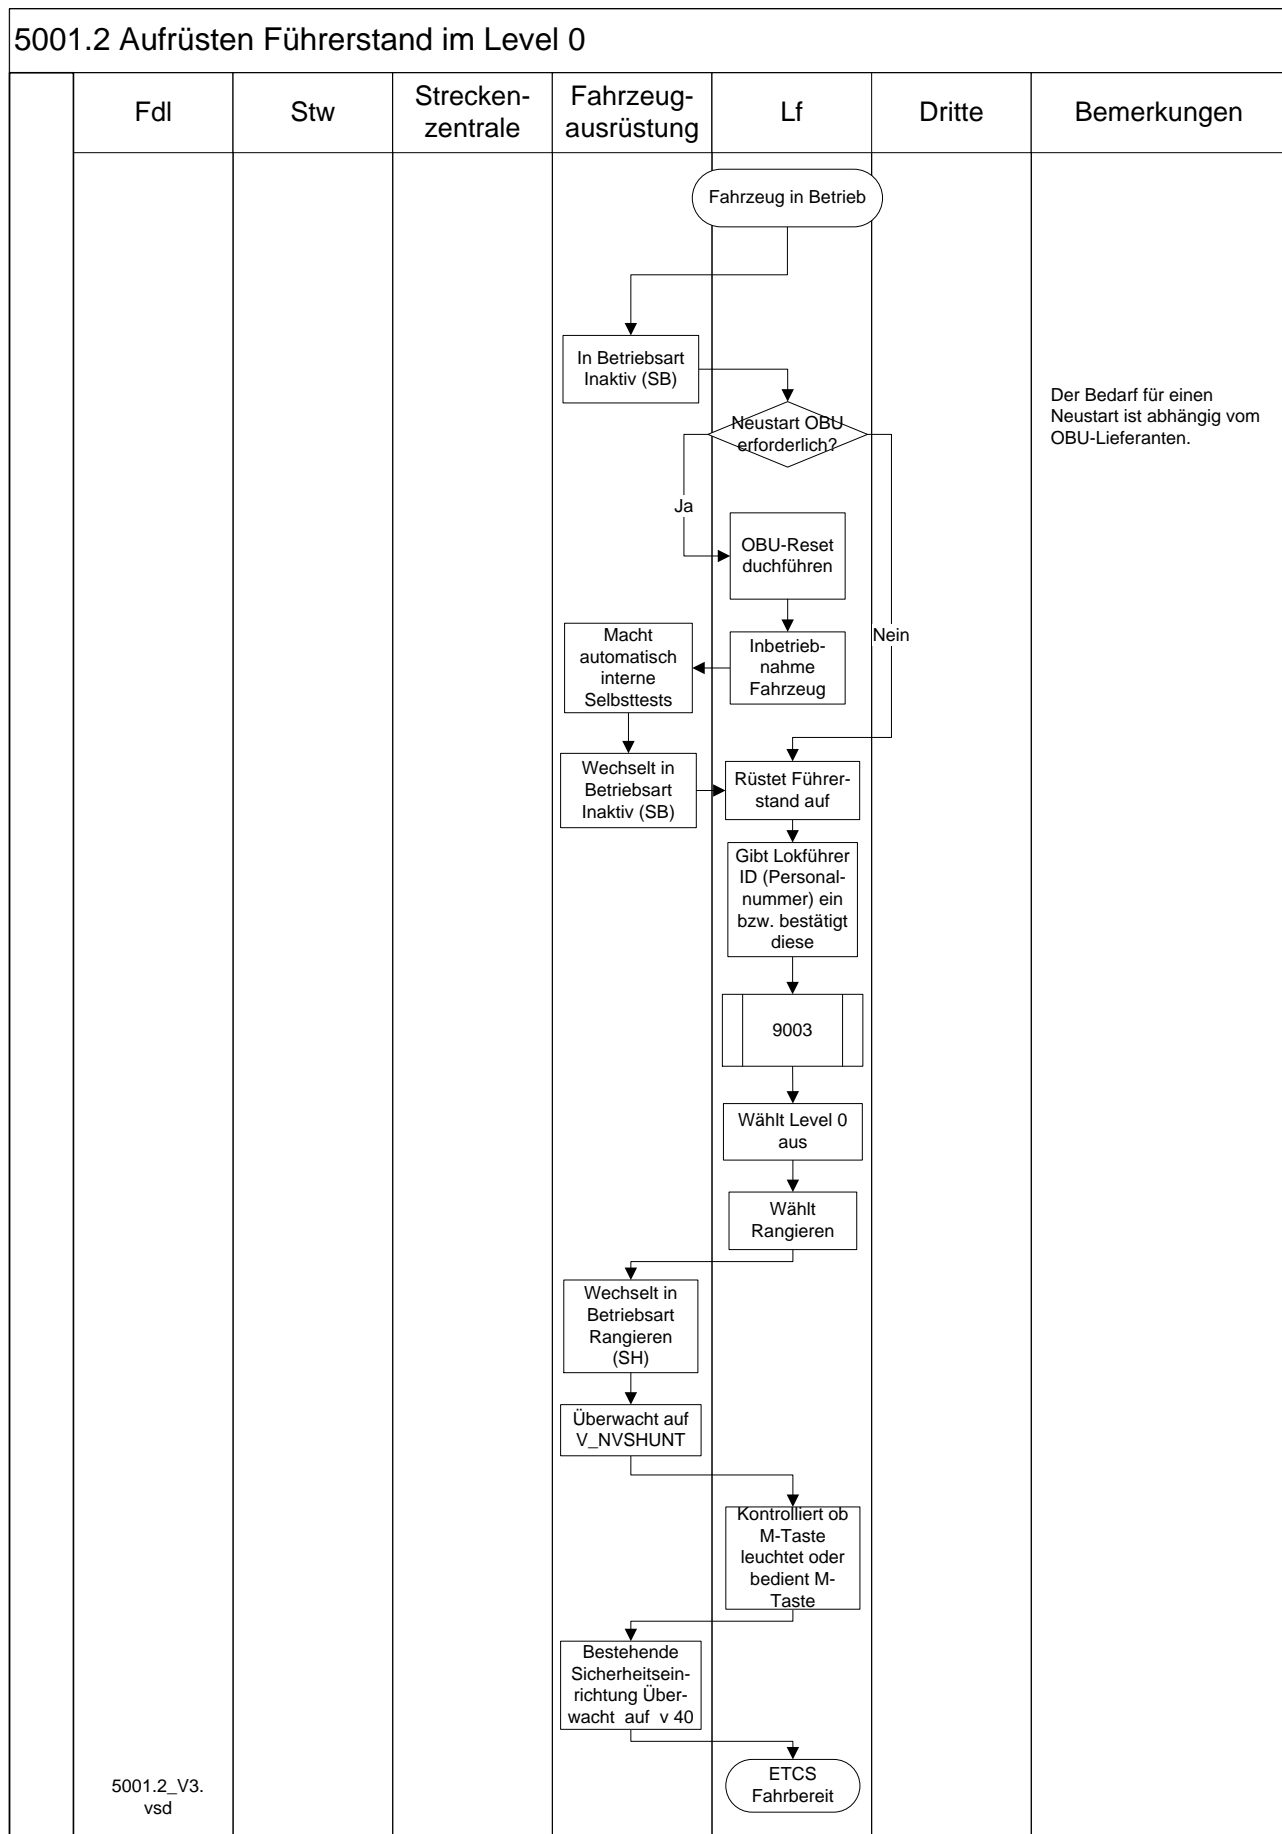 5001.2 Aufrüsten Führerstand im Level 0
Fdl
Stw
Strecken-
zentrale
Fahrzeug-
ausrüstung
Lf
Dritte
Bemerkungen
Fahrzeug in Betrieb
In Betriebsart
Inaktiv (SB)
Neustart OBU
erforderlich?
Der Bedarf für einen
Neustart ist abhängig vom
OBU-Lieferanten.
Ja
OBU-Reset
duchführen
Nein
Inbetrieb-
nahme
Fahrzeug
Macht
automatisch
interne
Selbsttests
Wechselt in
Betriebsart
Inaktiv (SB)
Rüstet Führer-
stand auf
Gibt Lokführer
ID (Personal-
nummer) ein
bzw. bestätigt
diese
9003
Wählt Level 0
aus
Wählt
Rangieren
Wechselt in
Betriebsart
Rangieren
(SH)
Überwacht auf
V_NVSHUNT
Kontrolliert ob
M-Taste
leuchtet oder
bedient M-
Taste
Bestehende
Sicherheitsein-
richtung Über-
wacht auf v 40
ETCS
Fahrbereit
5001.2_V3.
vsd